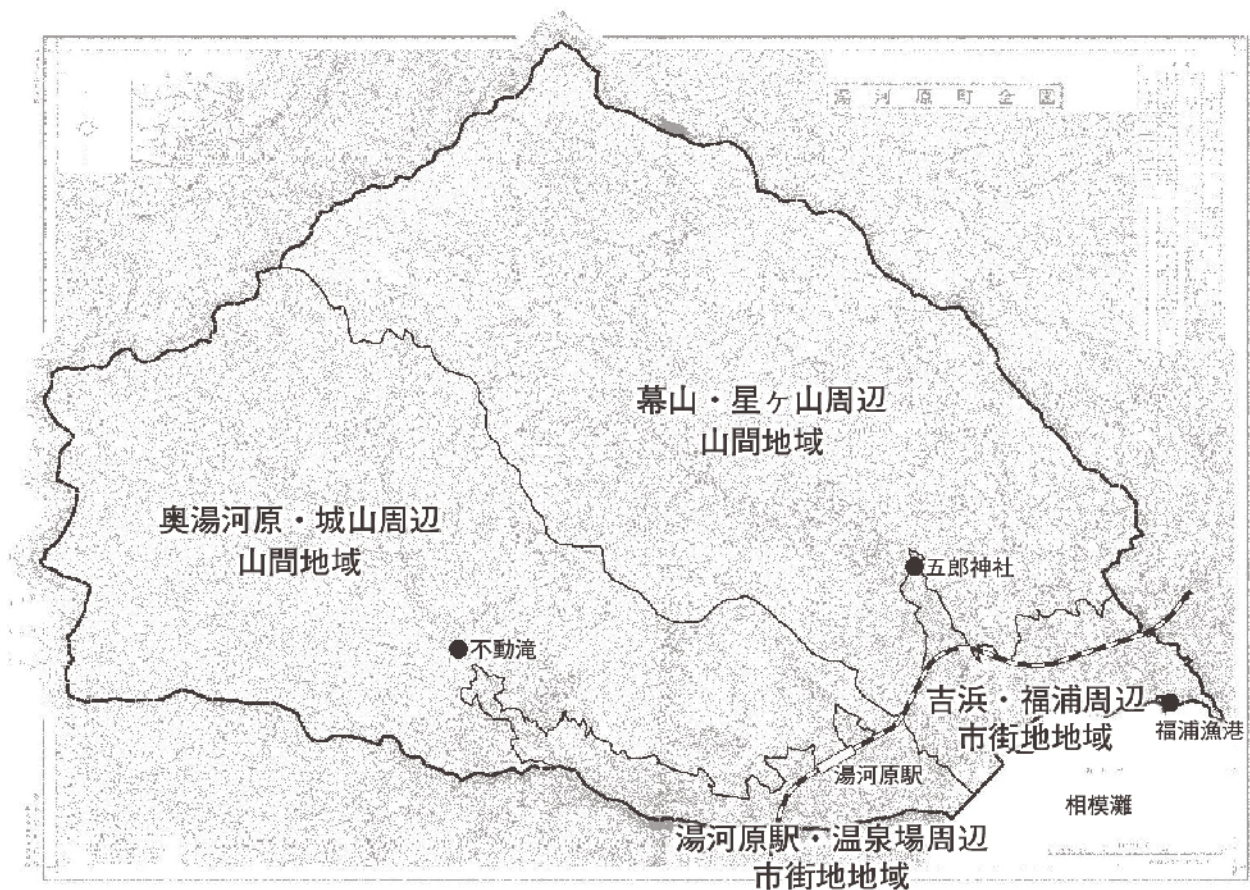 湯河原町全図
幕山・星ヶ山周辺
山間地域
奥湯河原・城山周辺
山間地域
五郎神社
不動滝
吉浜・福浦周辺
市街地地域
福浦漁港
湯河原駅
相模灘
湯河原駅・温泉場周辺
市街地地域